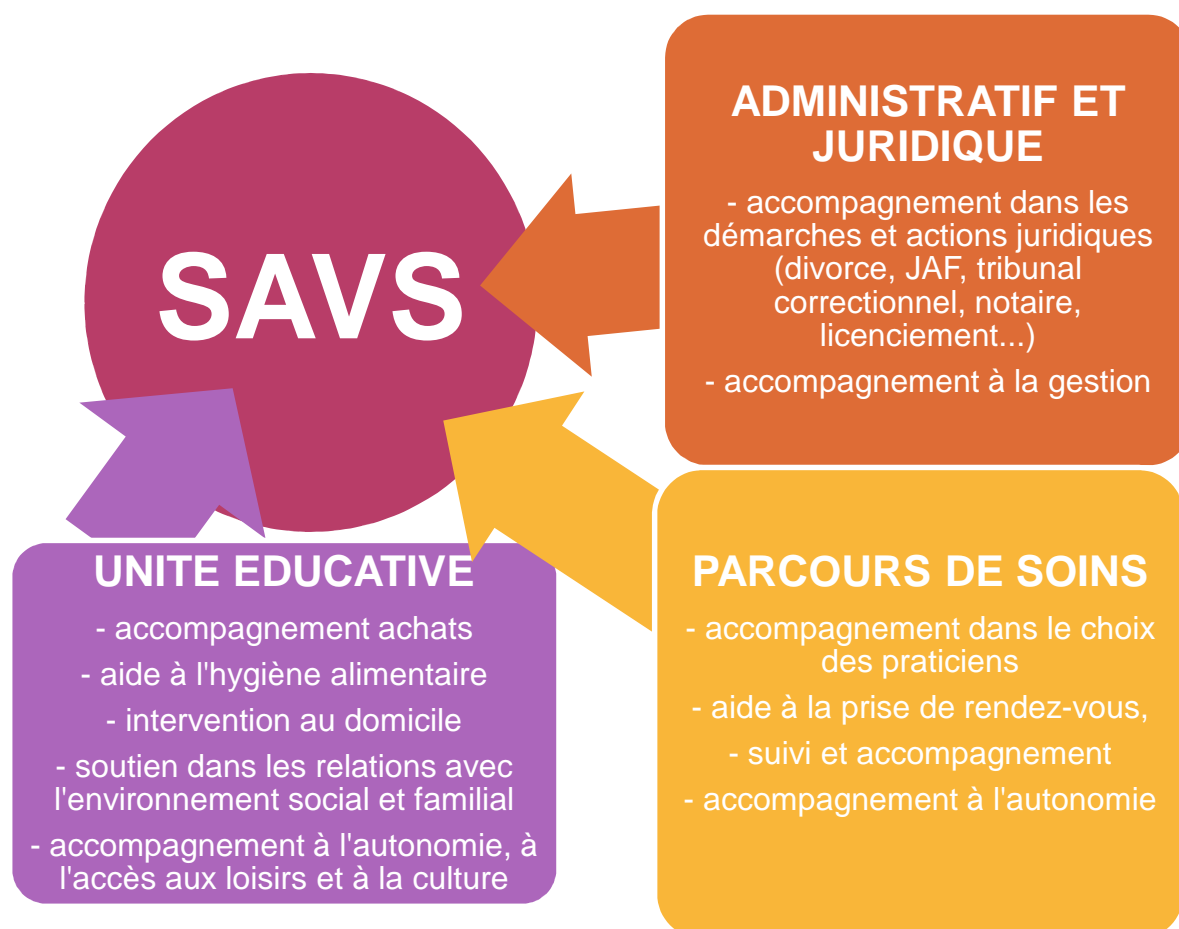 SAVS
ADMINISTRATIF ET
JURIDIQUE
- accompagnement dans les
démarches et actions juridiques
(divorce, JAF, tribunal
correctionnel, notaire,
licenciement...)
- accompagnement à la gestion
UNITE EDUCATIVE
- accompagnement achats
- aide à l'hygiène alimentaire
- intervention au domicile
- soutien dans les relations avec
l'environnement social et familial
- accompagnement à l'autonomie, à
l'accès aux loisirs et à la culture
PARCOURS DE SOINS
- accompagnement dans le choix
des praticiens
- aide à la prise de rendez-vous,
- suivi et accompagnement
- accompagnement à l'autonomie